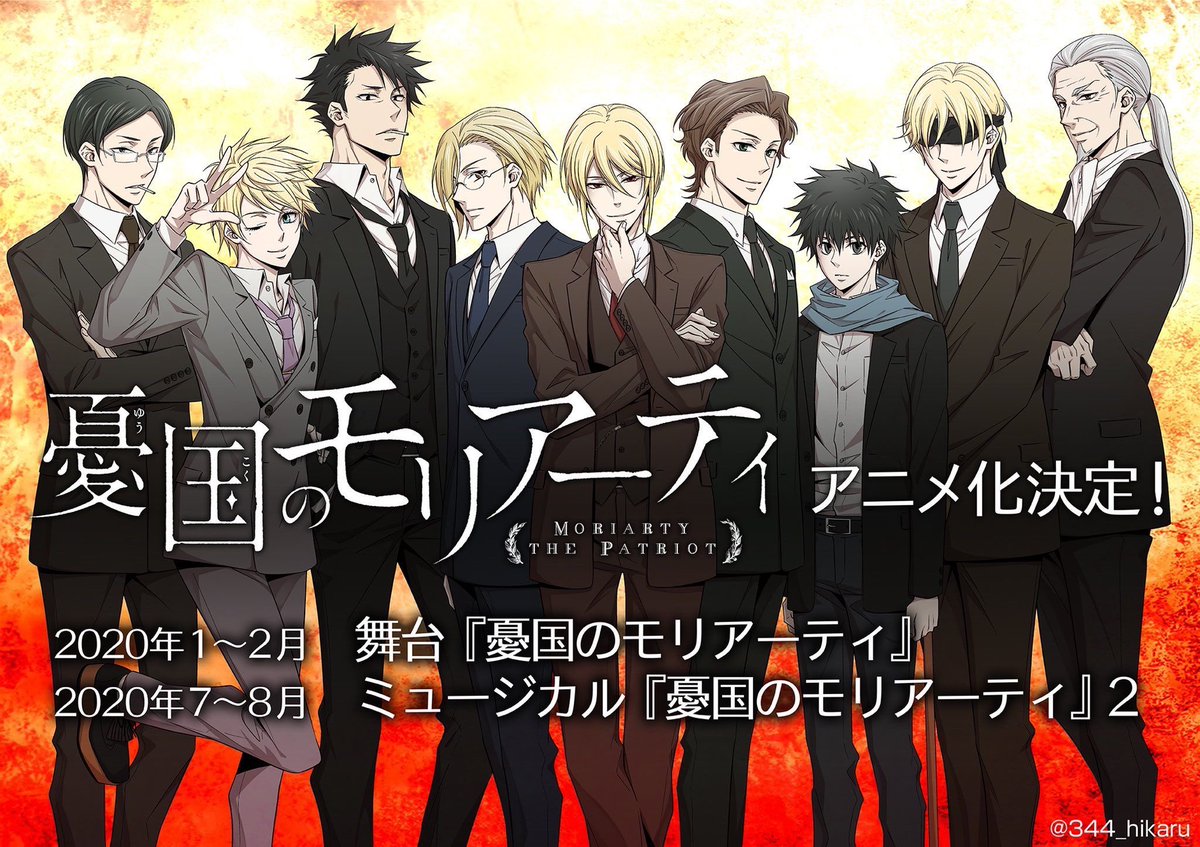 憂国のモリアーティ
ゆう
こく
アニメ化決定!
MORIARTY
THE PATRIOT
2020年1~2月 舞台『憂国のモリアーティ』
2020年7~8月 ミュージカル『憂国のモリアーティ』2
@344_hikaru